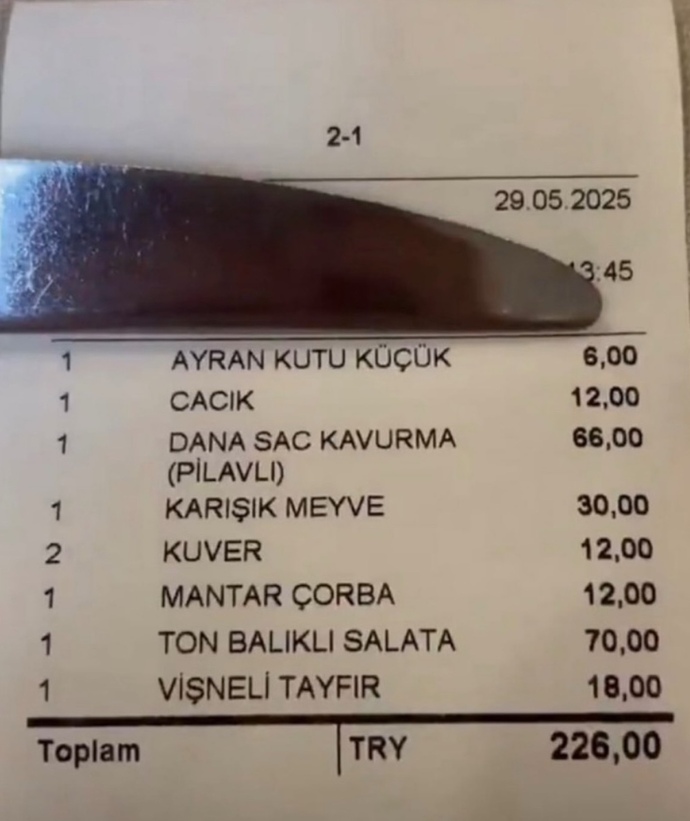 2-1
29.05.2025
13:45
1 AYRAN KUTU KÜÇÜK 6,00
1 CACIK 12,00
1 DANA SAC KAVURMA 66,00
(PİLAVLI)
1 KARIŞIK MEYVE 30,00
2 KUVER 12,00
1 MANTAR ÇORBA 12,00
1 TON BALIKLI SALATA 70,00
1 VİŞNELİ TAYFIR 18,00
Toplam TRY 226,00